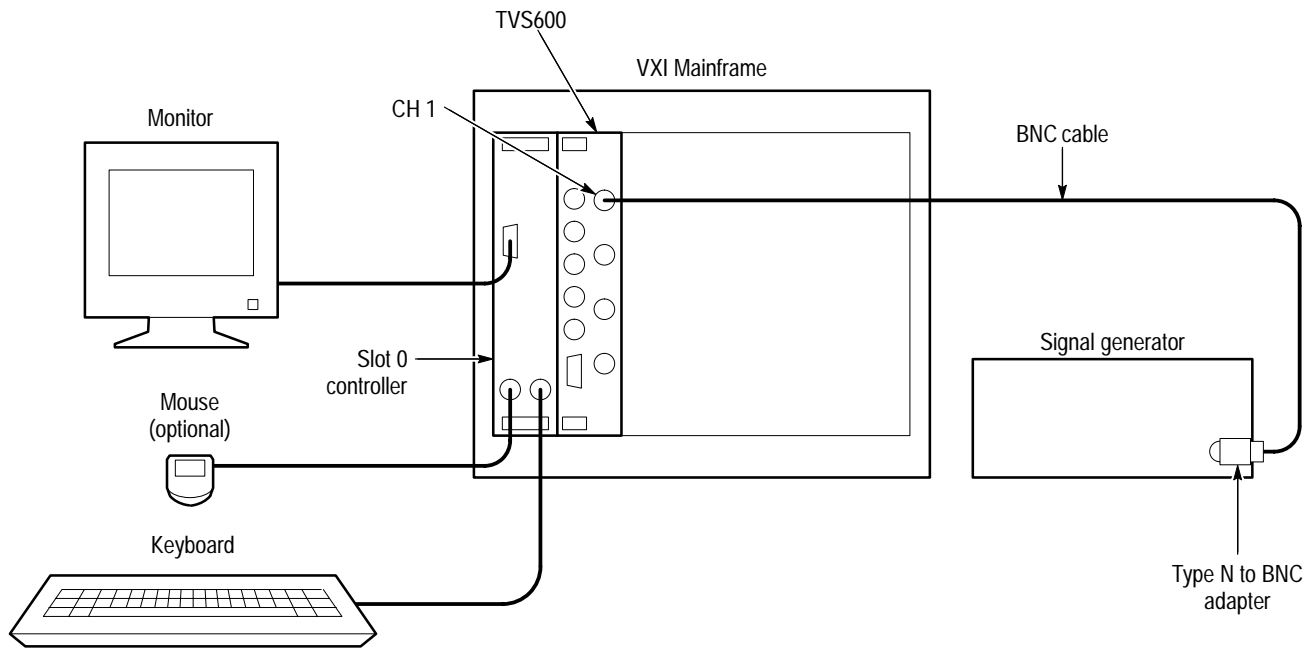 TVS600
VXI Mainframe
CH 1
Monitor
BNC cable
Slot 0
controller
Signal generator
Mouse
(optional)
Keyboard
Type N to BNC
adapter